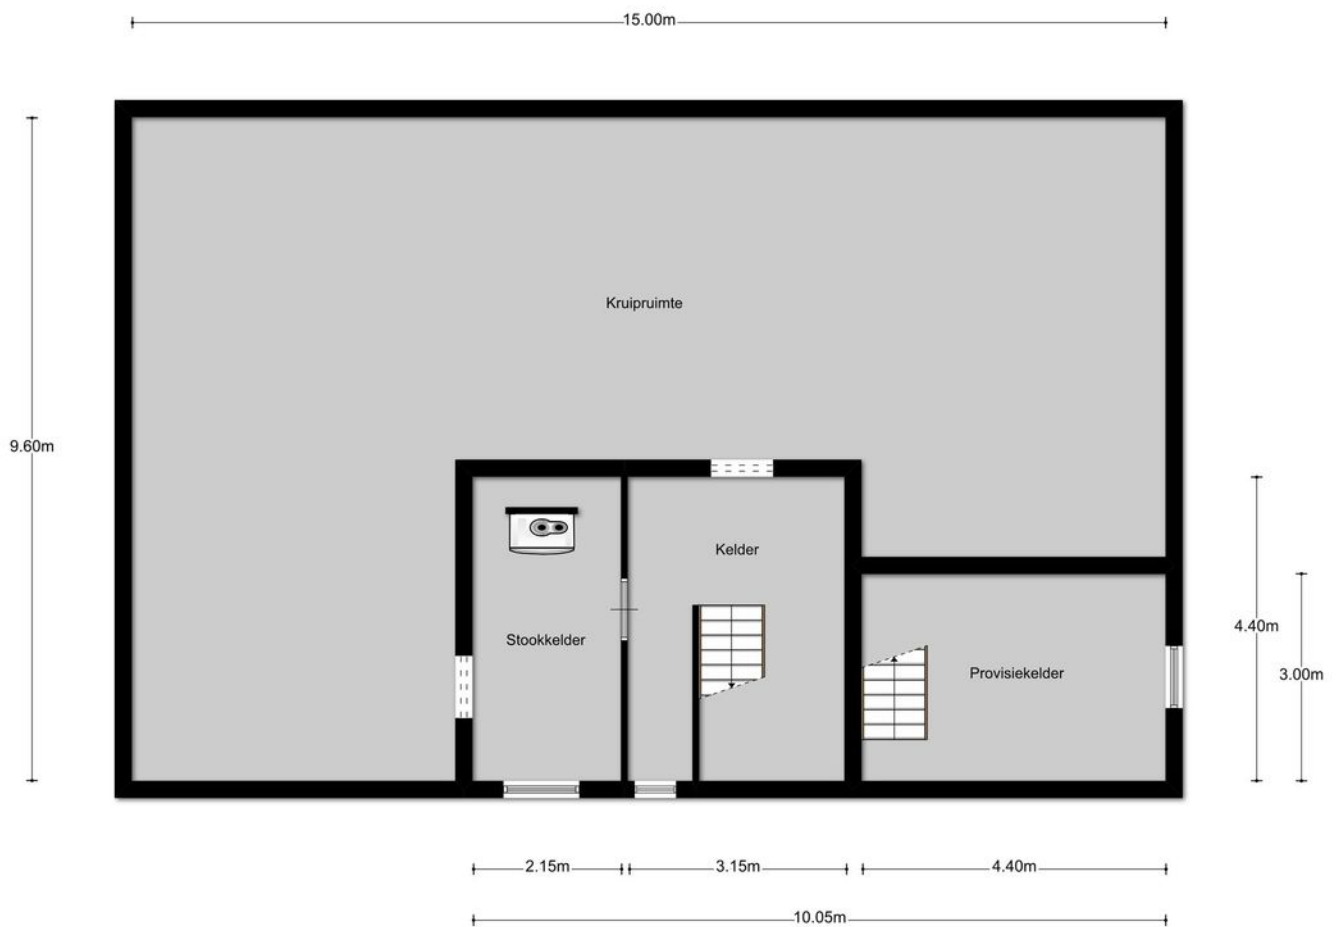 15.00m
Kruipruimte
9.60m
Kelder
Stookkelder
4.40m
Provisiekelder
3.00m
2.15m
3.15m
4.40m
10.05m